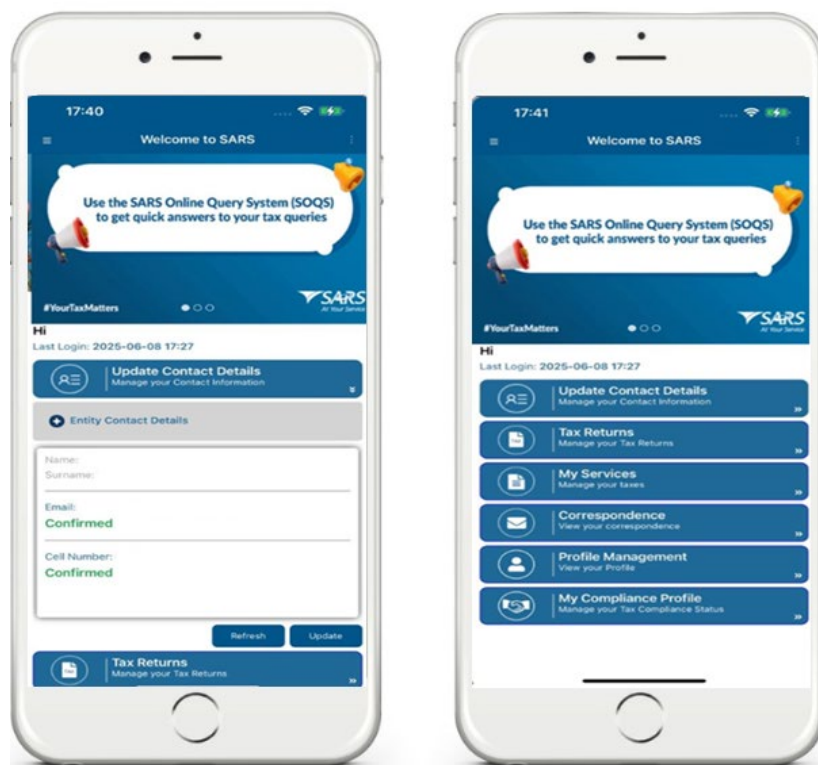 17:40
Welcome to SARS
Use the SARS Online Query System (SOQS)
to get quick answers to your tax queries
#YourTaxMatters
SARS
At Your Service
Hi
Last Login: 2025-06-08 17:27
Update Contact Details
Manage your Contact Information
Entity Contact Details
Name:
Surname:
Email:
Confirmed
Cell Number:
Confirmed
Refresh
Update
Tax Returns
Manage your Tax Returns
17:41
Welcome to SARS
Use the SARS Online Query System (SOQS)
to get quick answers to your tax queries
#YourTaxMatters
SARS
At Your Service
Hi
Last Login: 2025-06-08 17:27
Update Contact Details
Manage your Contact Information
Tax Returns
Manage your Tax Returns
My Services
Manage your taxes
Correspondence
View your correspondence
Profile Management
View your Profile
My Compliance Profile
Manage your Tax Compliance Status